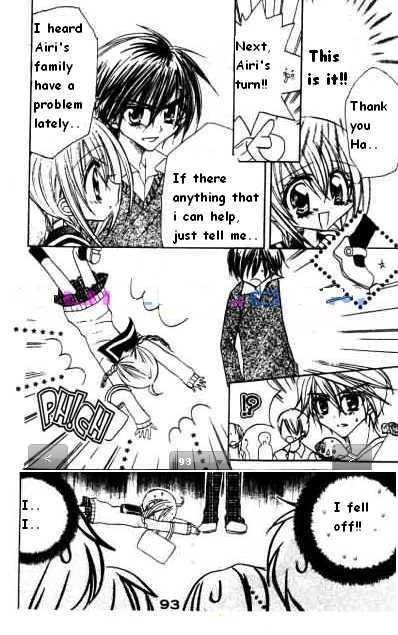 I heard
Airi's
family
have a
problem
lately..
If there
anything that
i can help,
just tell me..
Next,
Airi's
turn!!
This
is it!!
Thank
you
Ha..
!?
<
93
I..
I..
I fell
off!!
93